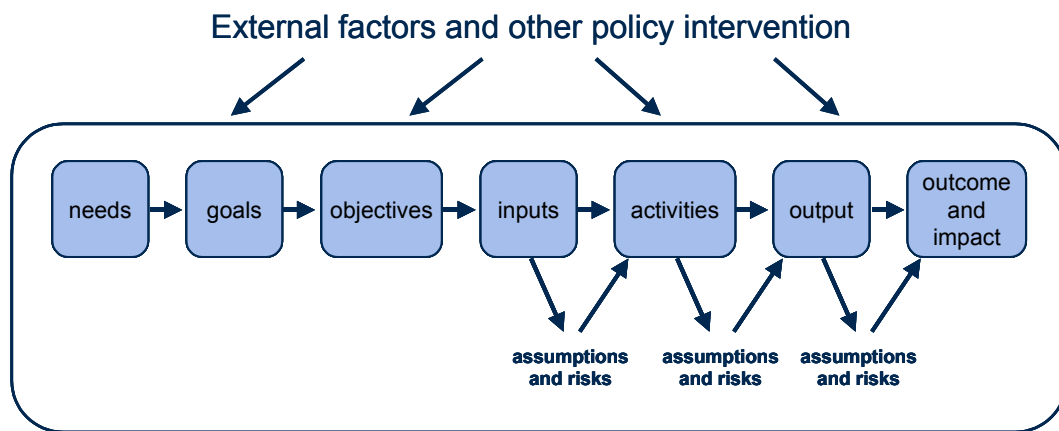 External factors and other policy intervention
needs
goals
objectives
inputs
activities
output
outcome
and
impact
assumptions
and risks
assumptions
and risks
assumptions
and risks